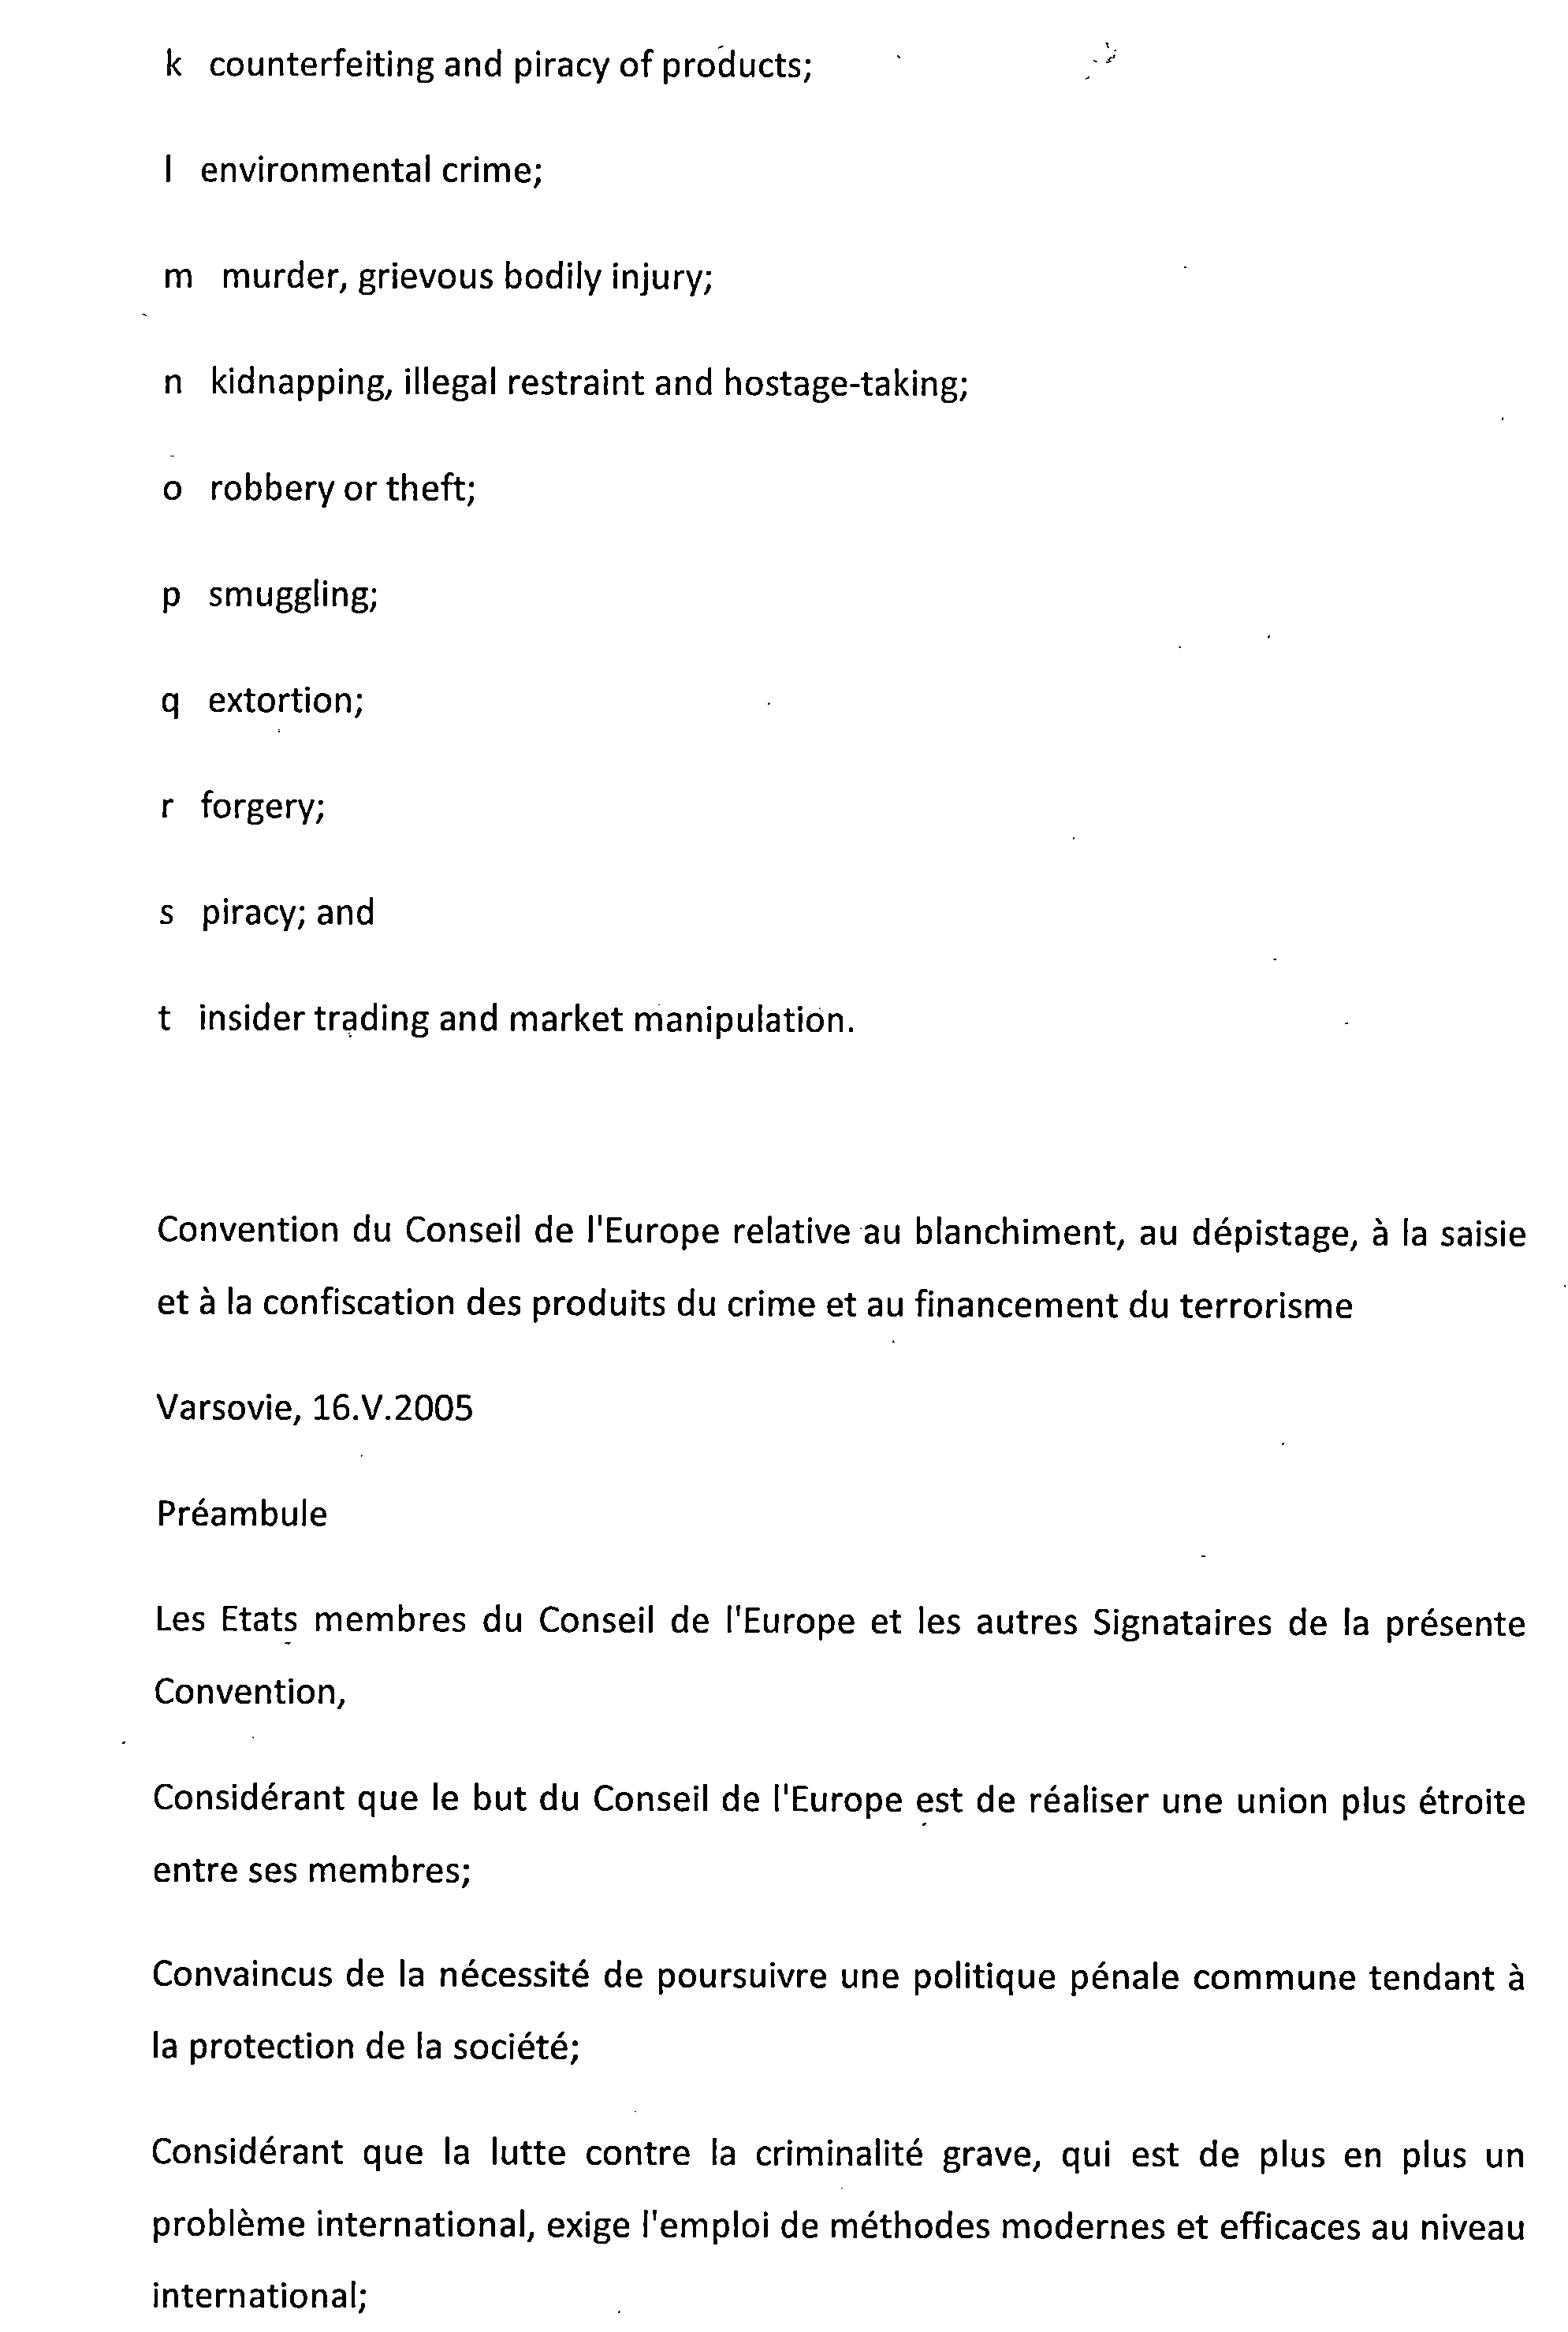 k counterfeiting and piracy of products;
l environmental crime;
m murder, grievous bodily injury;
n kidnapping, illegal restraint and hostage-taking;
o robbery or theft;
p smuggling;
q extortion;
r forgery;
s piracy; and
t insider trading and market manipulation.
Convention du Conseil de l'Europe relative au blanchiment, au dépistage, à la saisie
et à la confiscation des produits du crime et au financement du terrorisme
Varsovie, 16.V.2005
Préambule
Les Etats membres du Conseil de l'Europe et les autres Signataires de la présente
Convention,
Considérant que le but du Conseil de l'Europe est de réaliser une union plus étroite
entre ses membres;
Convaincus de la nécessité de poursuivre une politique pénale commune tendant à
la protection de la société;
Considérant que la lutte contre la criminalité grave, qui est de plus en plus un
problème international, exige l'emploi de méthodes modernes et efficaces au niveau
international;